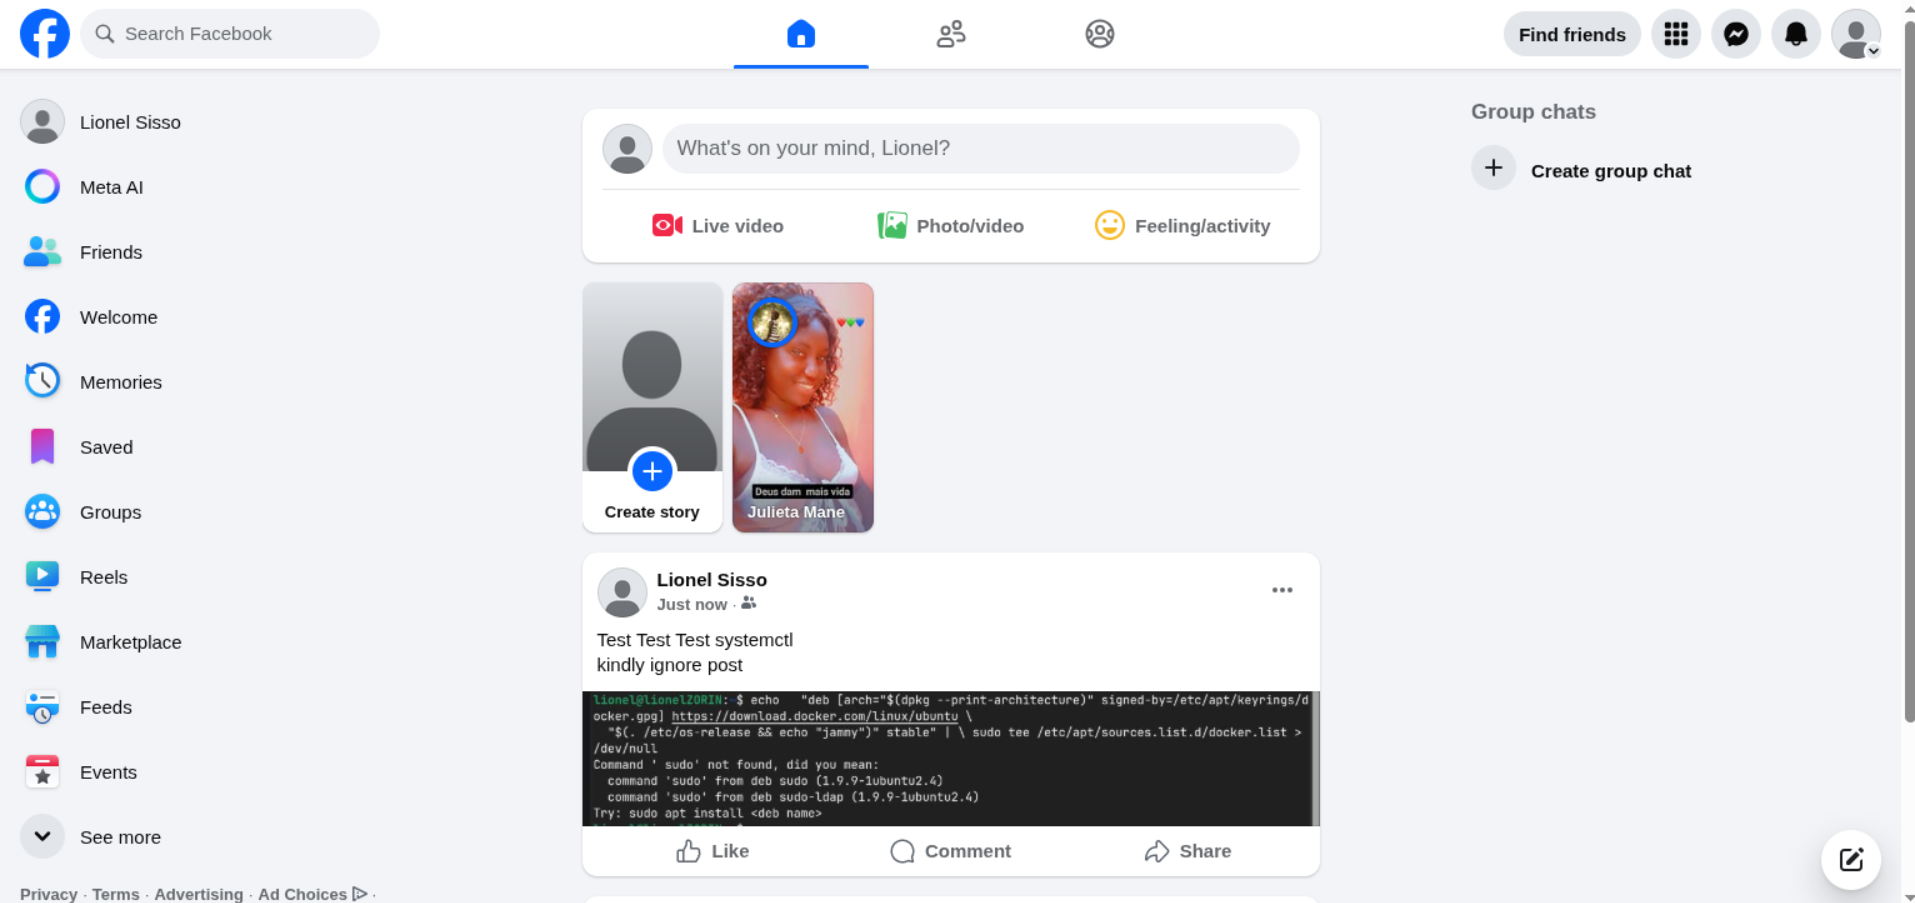 Search Facebook
Find friends
Lionel Sisso
Meta AI
Friends
Welcome
Memories
Saved
Groups
Reels
Marketplace
Feeds
Events
See more
Privacy · Terms · Advertising · Ad Choices ·
What's on your mind, Lionel?
Live video
Photo/video
Feeling/activity
Create story
Deus dam mais vida
Julieta Mane
Lionel Sisso
Just now ·
Test Test Test systemctl
kindly ignore post
lionel@lionelZORIN:~$ echo   "deb [arch="$(dpkg --print-architecture)" signed-by=/etc/apt/keyrings/d
ocker.gpg] https://download.docker.com/linux/ubuntu \
  "$(. /etc/os-release && echo "jammy")" stable" | \ sudo tee /etc/apt/sources.list.d/docker.list >
/dev/null
Command ' sudo' not found, did you mean:
  command 'sudo' from deb sudo (1.9.9-1ubuntu2.4)
  command 'sudo' from deb sudo-ldap (1.9.9-1ubuntu2.4)
Try: sudo apt install <deb name>
Like
Comment
Share
Group chats
Create group chat